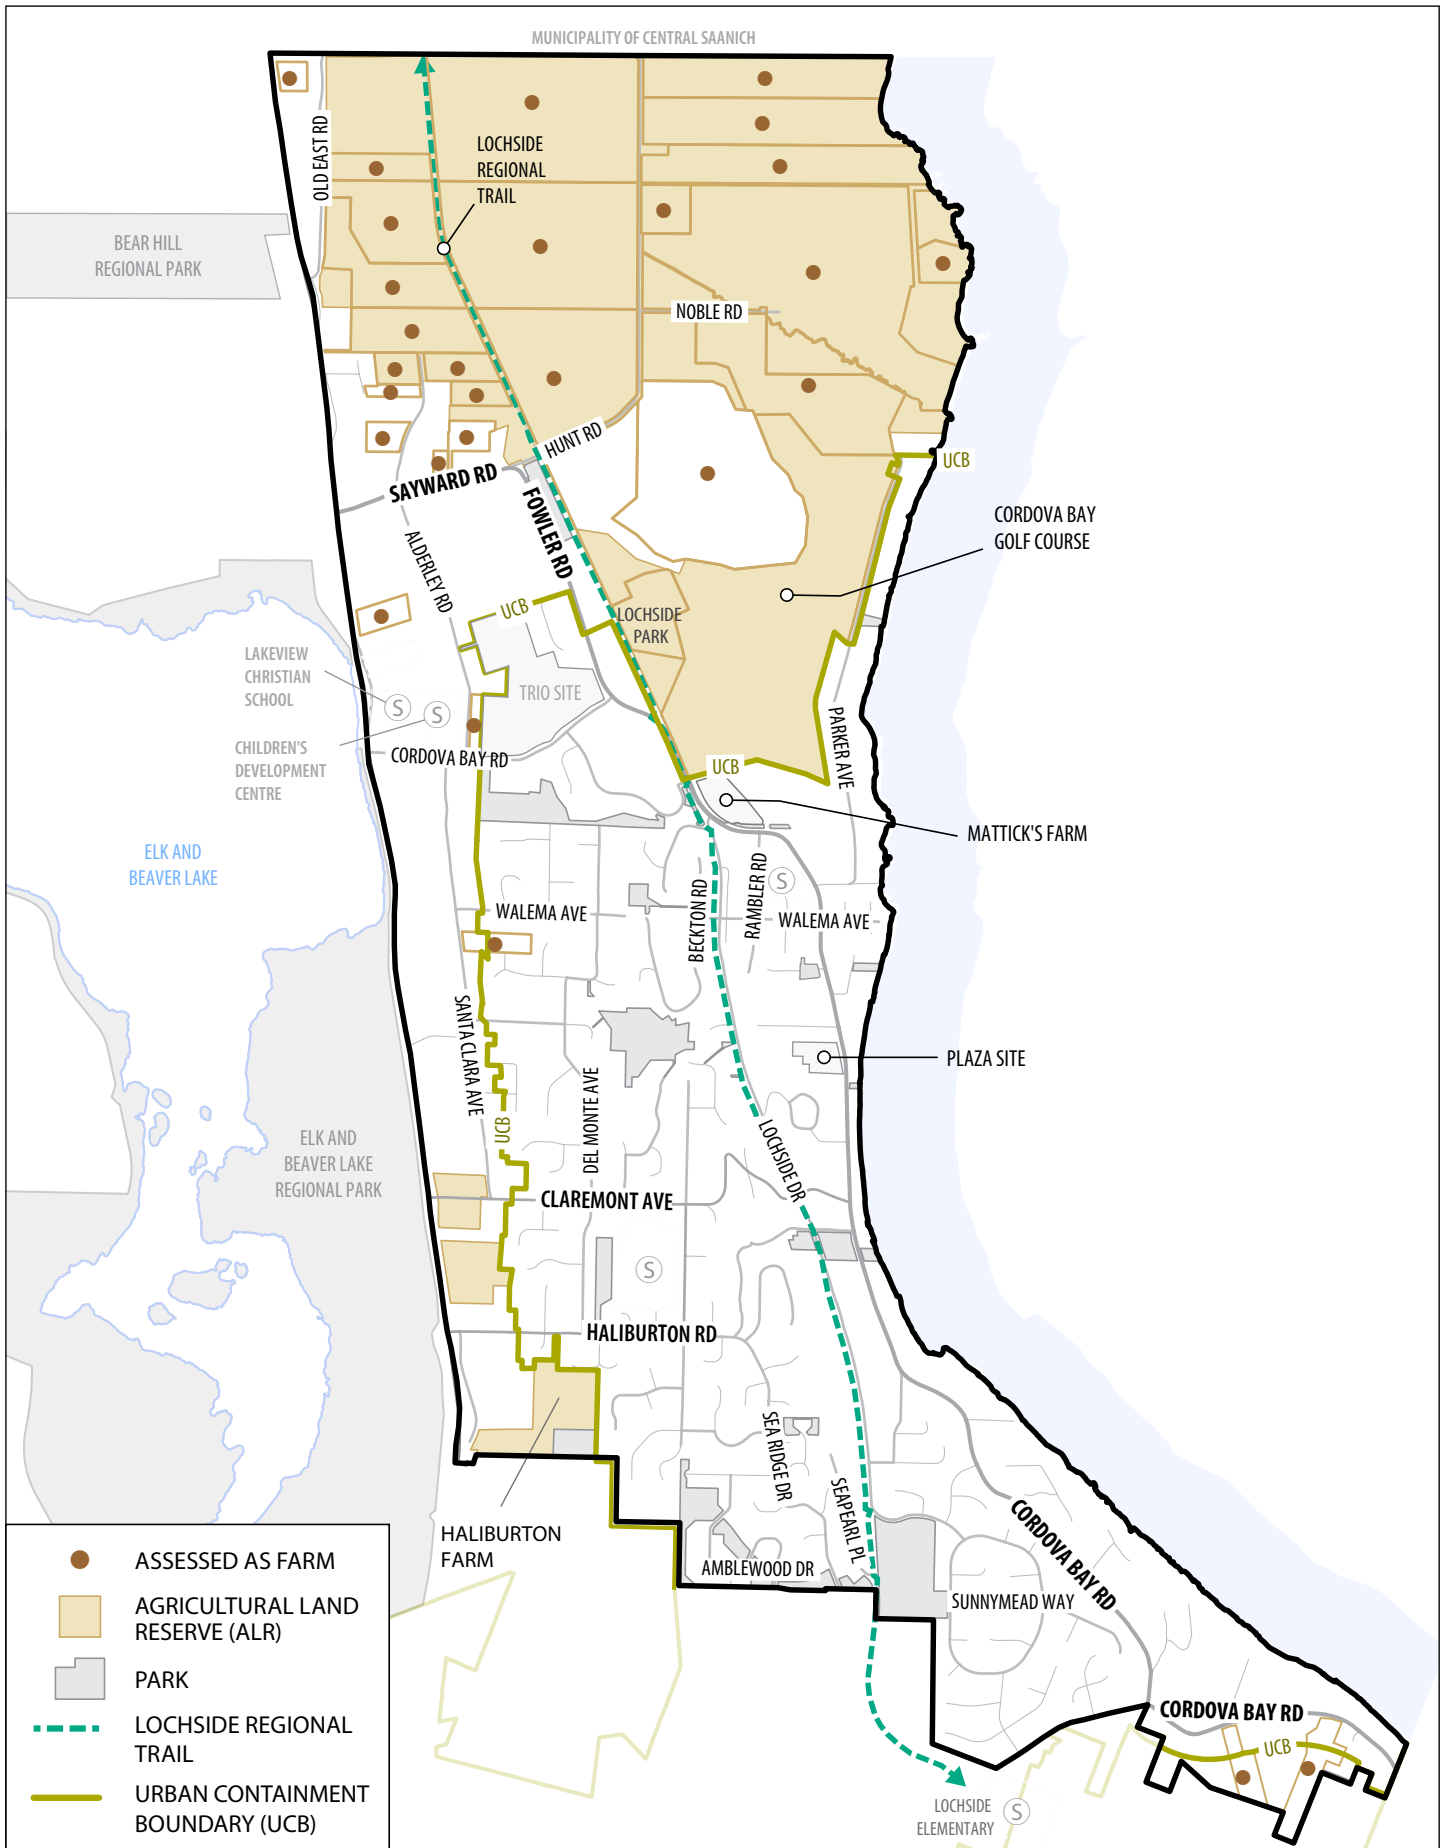 MUNICIPALITY OF CENTRAL SAANICH
OLD EAST RD
LOCHSIDE
REGIONAL
TRAIL
BEAR HILL
REGIONAL PARK
NOBLE RD
HUNT RD
SAYWARD RD
UCB
FOWLER RD
CORDOVA BAY
GOLF COURSE
ALDERLEY RD
UCB
LOCHSIDE
PARK
LAKEVIEW
CHRISTIAN
SCHOOL
S
S
TRIO SITE
PARKER AVE
CHILDREN'S
DEVELOPMENT
CENTRE
CORDOVA BAY RD
UCB
MATTICK'S FARM
ELK AND
BEAVER LAKE
BECKTON RD
RAMBLER RD
S
WALEMA AVE
WALEMA AVE
SANTA CLARA AVE
PLAZA SITE
DEL MONTE AVE
UCB
LOCHSIDE DR
ELK AND
BEAVER LAKE
REGIONAL PARK
CLAREMONT AVE
S
HALIBURTON RD
SEA RIDGE DR
SEAPEARL PL
HALIBURTON
FARM
AMBLEWOOD DR
CORDOVA BAY RD
SUNNYMEAD WAY
CORDOVA BAY RD
UCB
LOCHSIDE
ELEMENTARY
S
ASSESSED AS FARM
AGRICULTURAL LAND
RESERVE (ALR)
PARK
LOCHSIDE REGIONAL
TRAIL
URBAN CONTAINMENT
BOUNDARY (UCB)